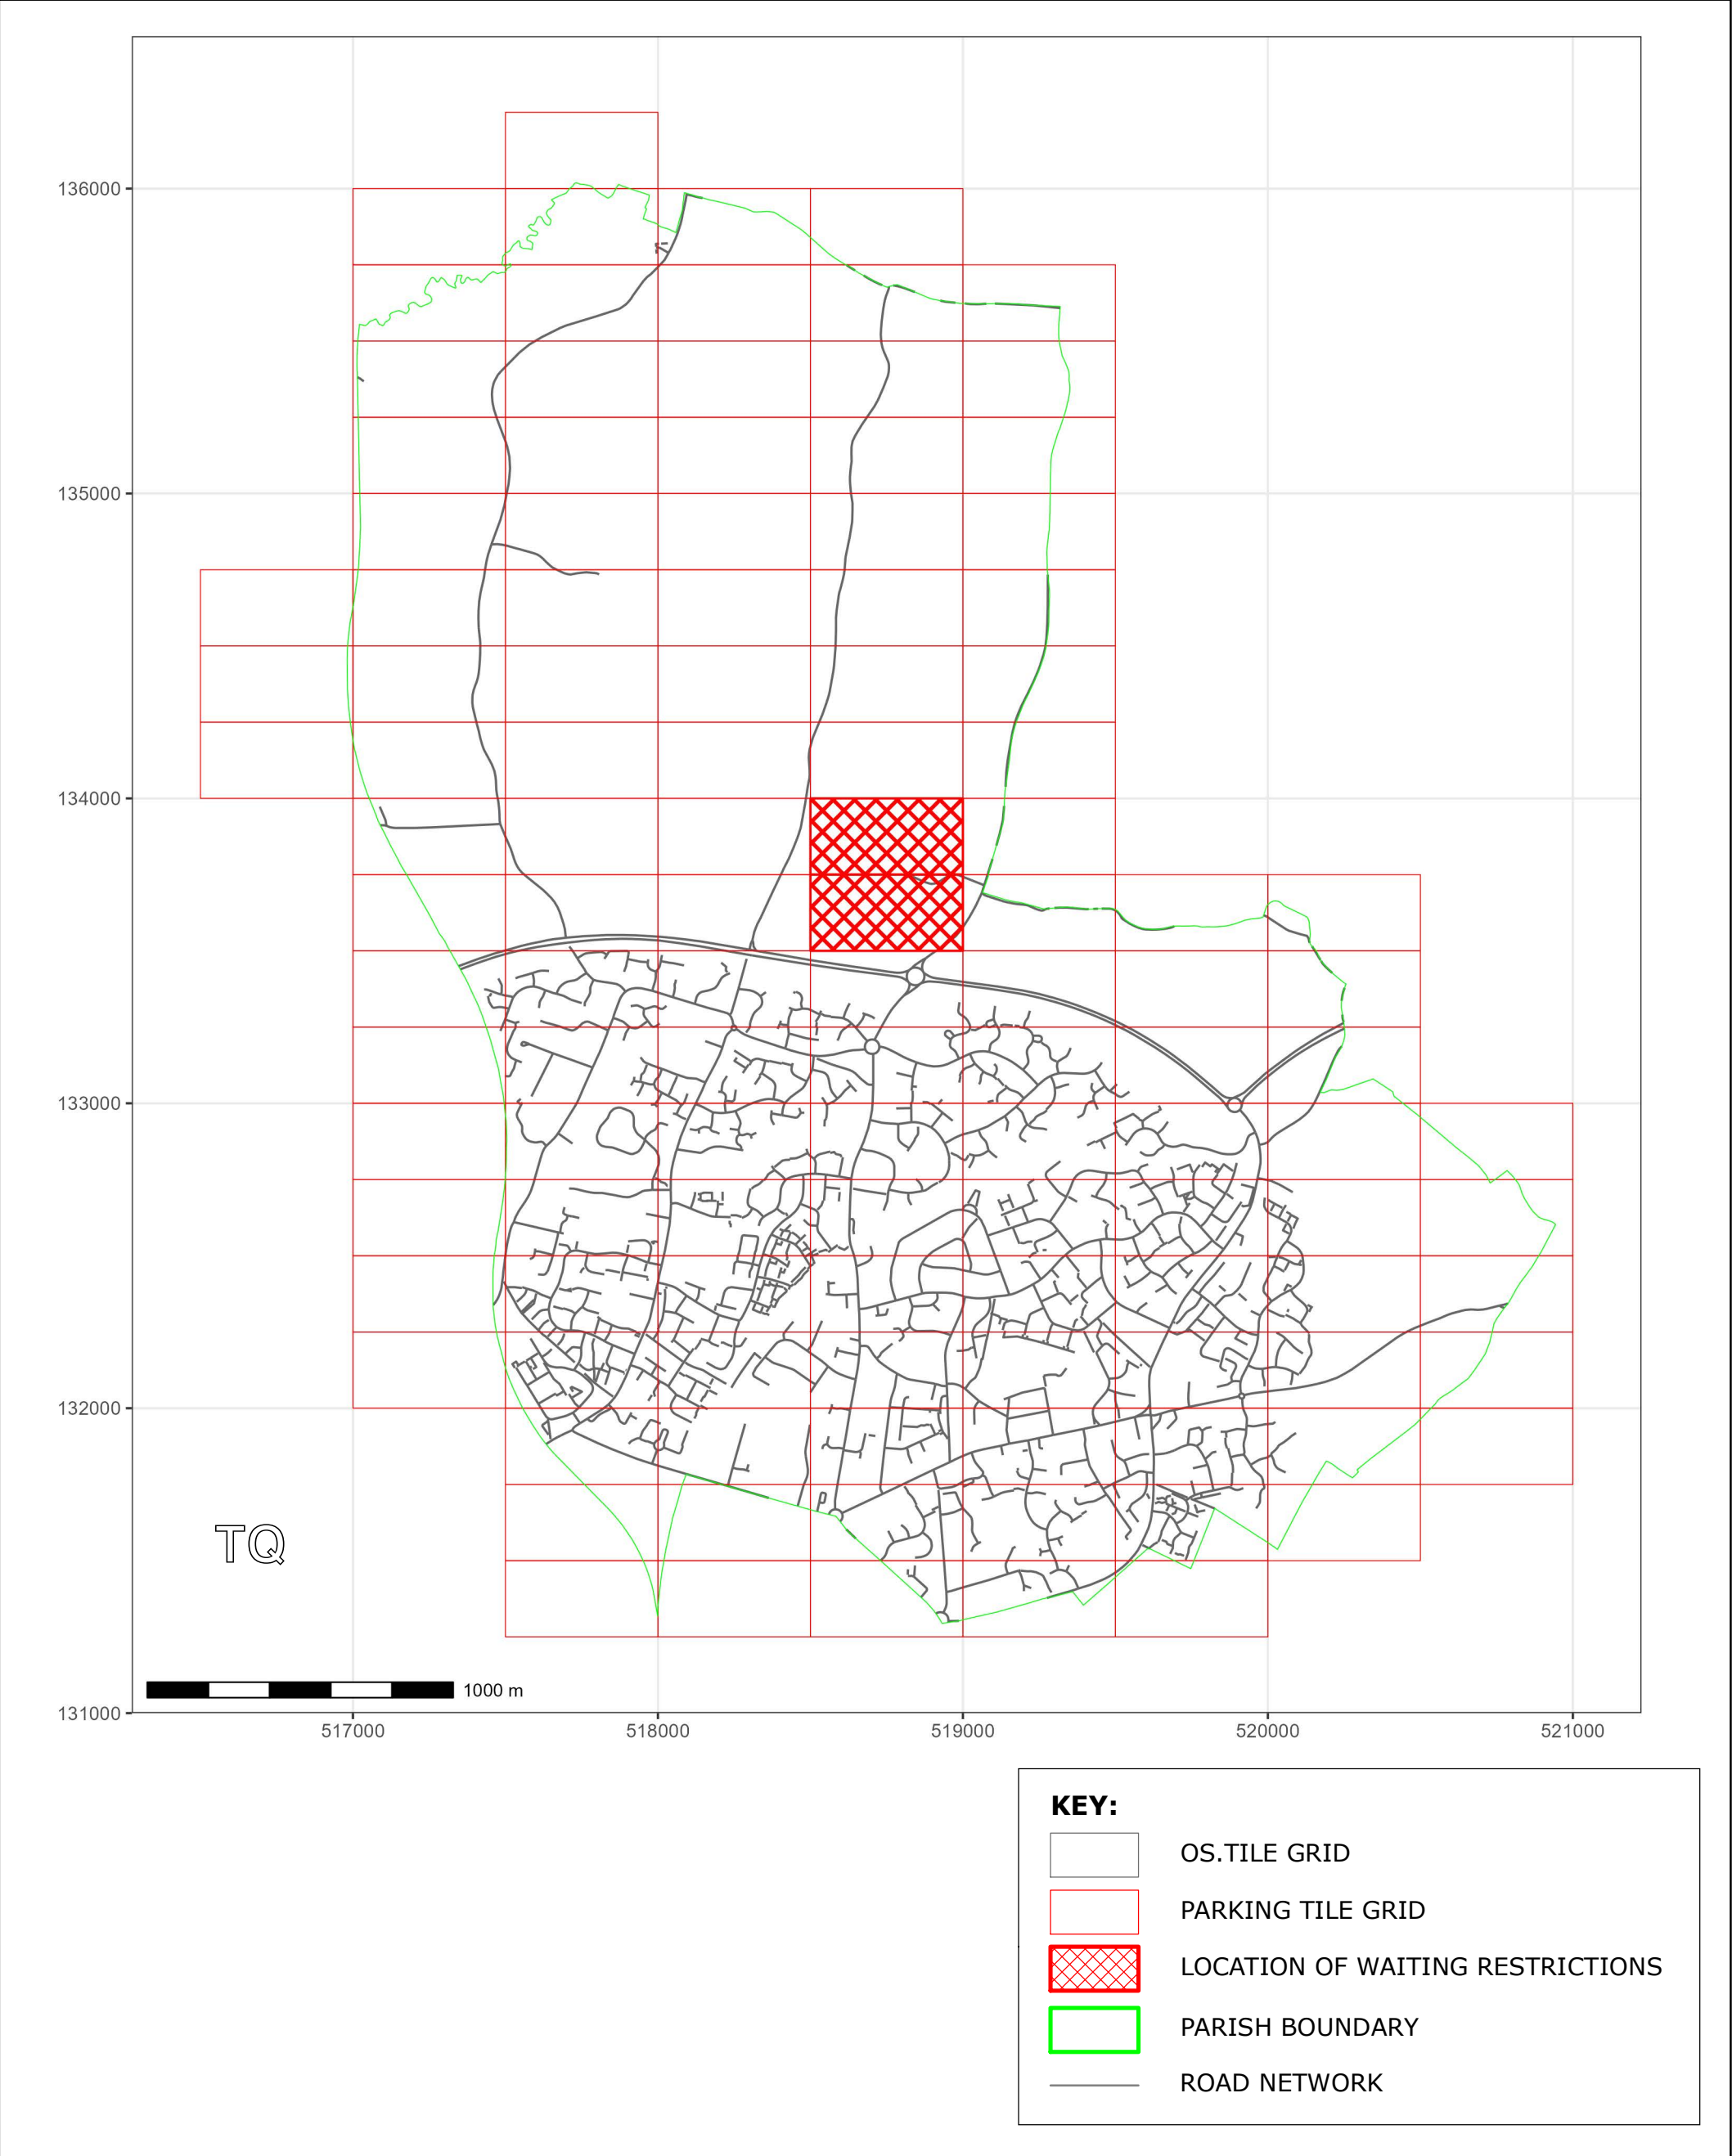 136000
135000
134000
133000
132000
TQ
1000 m
131000
517000 518000 519000 520000 521000
KEY:
OS.TILE GRID
PARKING TILE GRID
LOCATION OF WAITING RESTRICTIONS
PARISH BOUNDARY
ROAD NETWORK